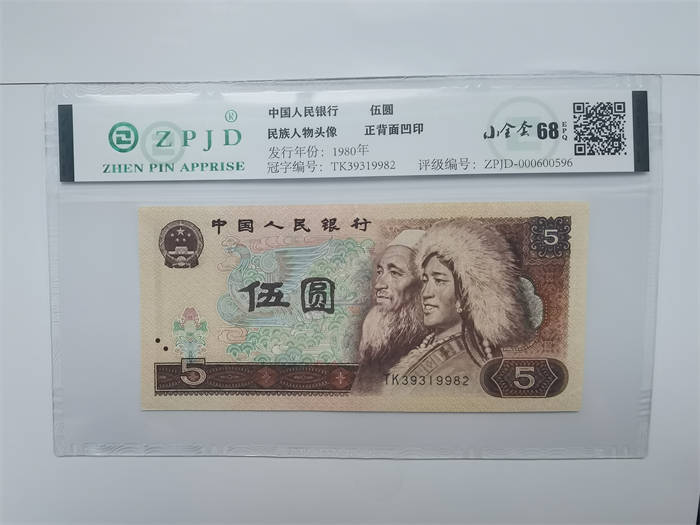 ZPJD ®
ZHEN PIN APPRISE
中国人民银行 伍圆
民族人物头像 正背面凹印
发行年份：1980年
冠字编号：TK39319982 评级编号：ZPJD-000600596
小全套 68 EPQ
中国人民银行
5
伍圆
5
TK39319982
5